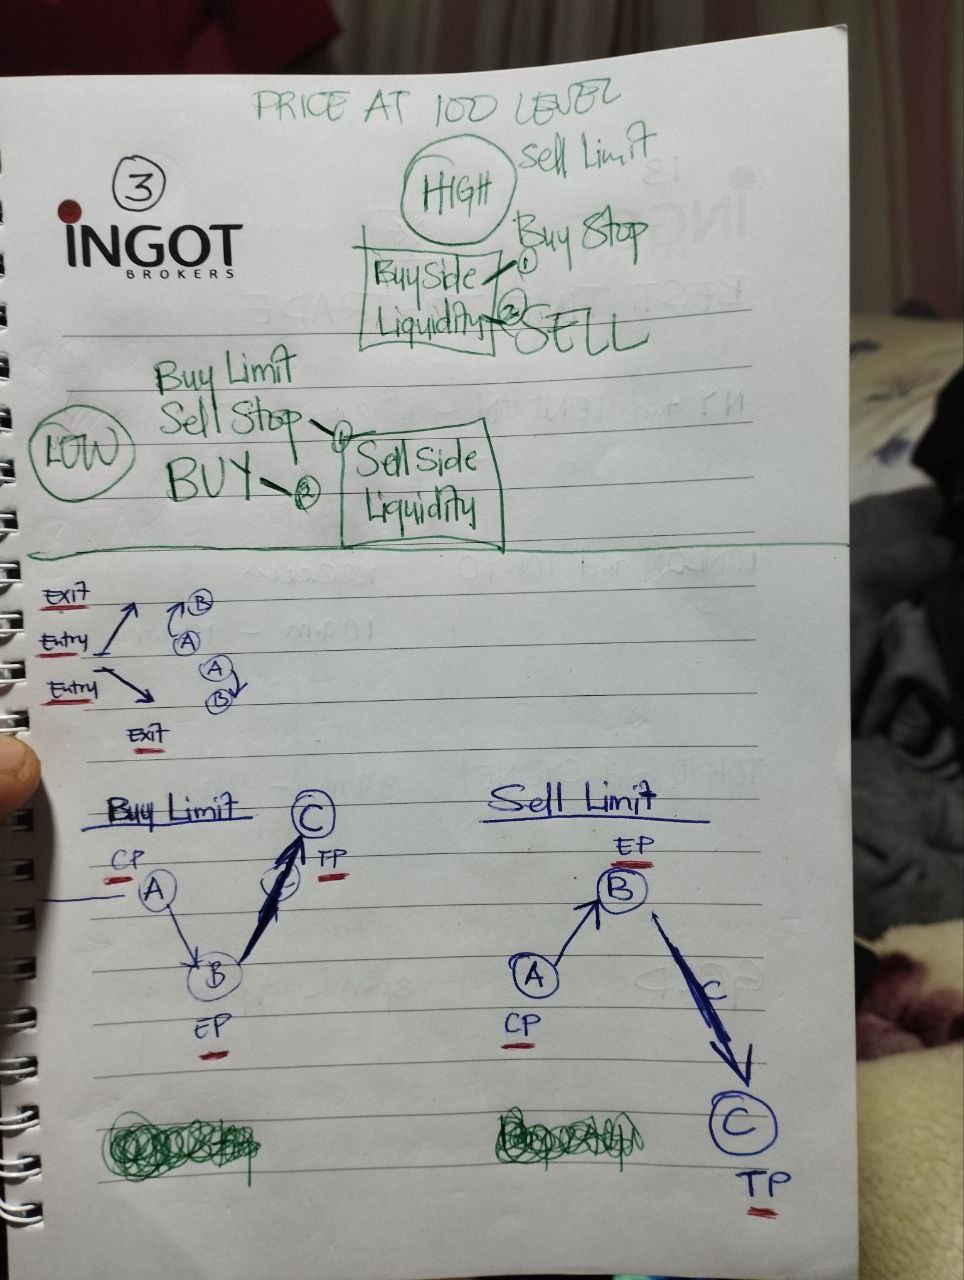 PRICE AT 100 LEVEL
3
INGOT
BROKERS
HIGH
Sell Limit
Buy Stop
1
Buy Side
Liquidity
2
SELL
Buy Limit
Sell Stop
1
LOW
BUY
2
Sell Side
Liquidity
Exit
B
Entry
A
A
Entry
B
Exit
Buy Limit
C
CP
TP
A
C
B
EP
Sell Limit
EP
B
A
C
CP
C
TP